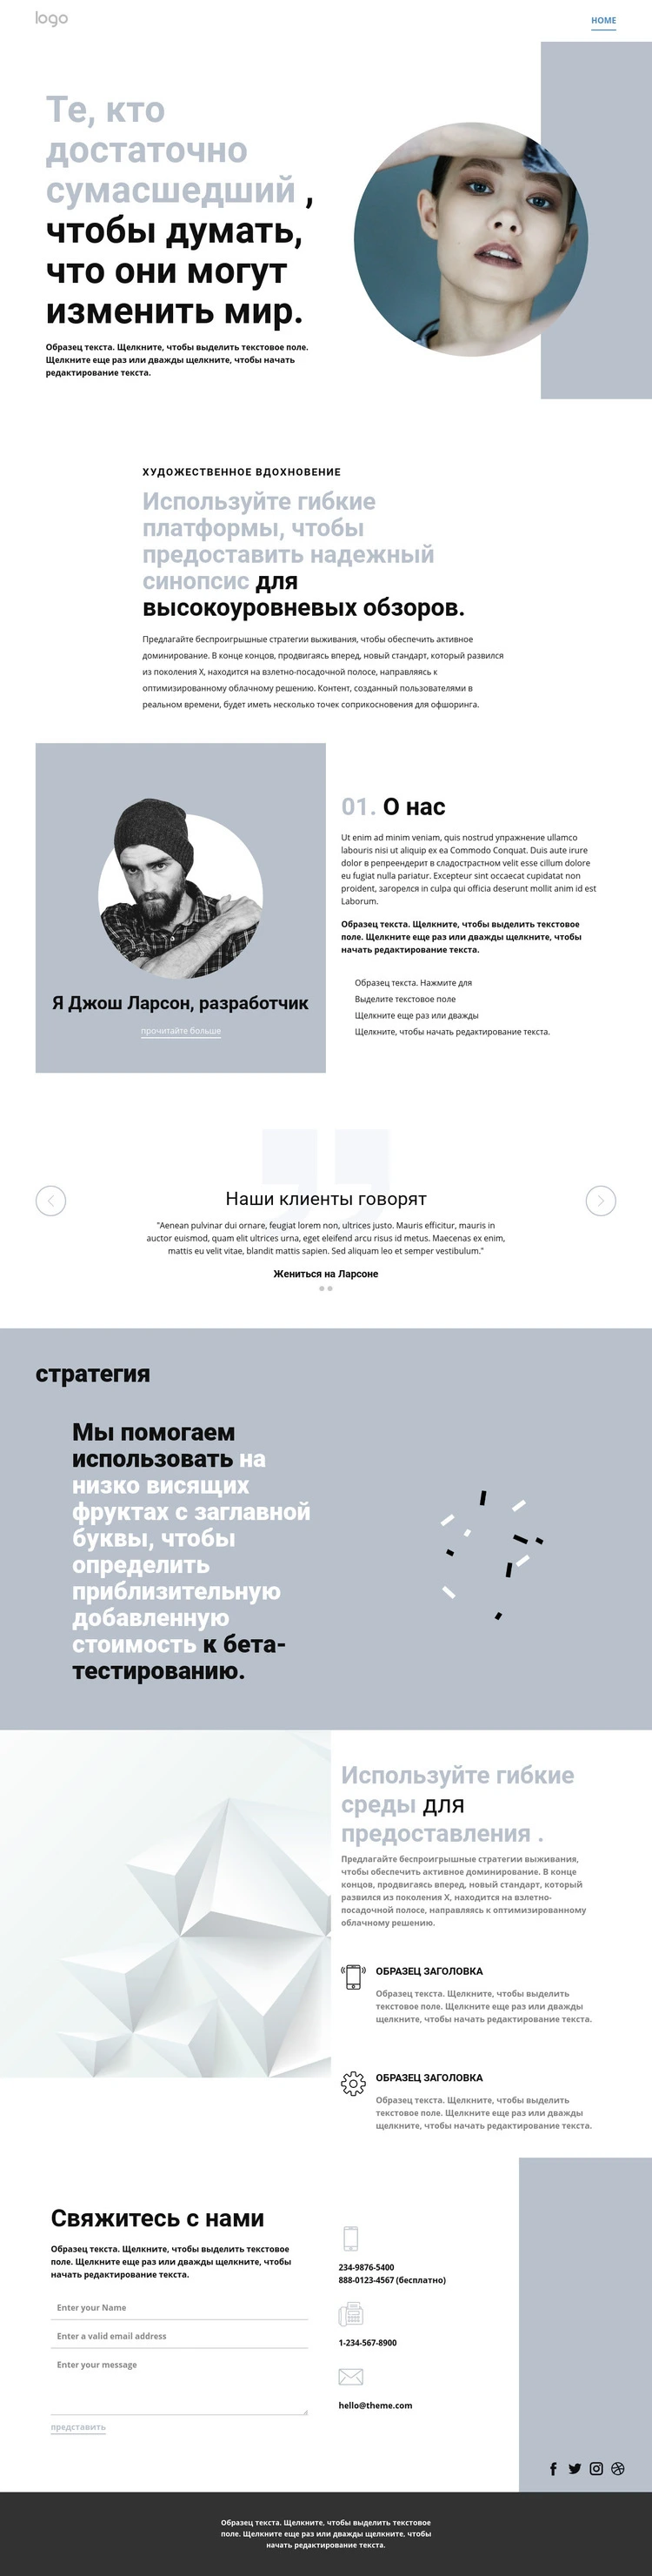 logo
HOME
Те, кто
достаточно
сумасшедший ,
чтобы думать,
что они могут
изменить мир.
Образец текста. Щелкните, чтобы выделить текстовое поле.
Щелкните еще раз или дважды щелкните, чтобы начать
редактирование текста.
ХУДОЖЕСТВЕННОЕ ВДОХНОВЕНИЕ
Используйте гибкие
платформы, чтобы
предоставить надежный
синопсис для
высокоуровневых обзоров.
Предлагайте беспроигрышные стратегии выживания, чтобы обеспечить активное
доминирование. В конце концов, продвигаясь вперед, новый стандарт, который развился
из поколения X, находится на взлетно-посадочной полосе, направляясь к
оптимизированному облачному решению. Контент, созданный пользователями в
реальном времени, будет иметь несколько точек соприкосновения для офшоринга.
Я Джош Ларсон, разработчик
прочитайте больше
01. О нас
Ut enim ad minim veniam, quis nostrud упражнение ullamco
labouris nisi ut aliquip ex ea Commodo Conquat. Duis aute irure
dolor в репреендерит в сладострастном velit esse cillum dolore
eu fugiat nulla pariatur. Excepteur sint occaecat cupidatat non
proident, загорелся in culpa qui officia deserunt mollit anim id est
Laborum.
Образец текста. Щелкните, чтобы выделить текстовое
поле. Щелкните еще раз или дважды щелкните, чтобы
начать редактирование текста.
Образец текста. Нажмите для
Выделите текстовое поле
Щелкните еще раз или дважды
Щелкните, чтобы начать редактирование текста.
Наши клиенты говорят
"Aenean pulvinar dui ornare, feugiat lorem non, ultrices justo. Mauris efficitur, mauris in
auctor euismod, quam elit ultrices urna, eget eleifend arcu risus id metus. Maecenas ex enim,
mattis eu velit vitae, blandit mattis sapien. Sed aliquam leo et semper vestibulum."
Жениться на Ларсоне
стратегия
Мы помогаем
использовать на
низко висящих
фруктах с заглавной
буквы, чтобы
определить
приблизительную
добавленную
стоимость к бета-
тестированию.
Используйте гибкие
среды для
предоставления .
Предлагайте беспроигрышные стратегии выживания,
чтобы обеспечить активное доминирование. В конце
концов, продвигаясь вперед, новый стандарт, который
развился из поколения X, находится на взлетно-
посадочной полосе, направляясь к оптимизированному
облачному решению.
ОБРАЗЕЦ ЗАГОЛОВКА
Образец текста. Щелкните, чтобы выделить
текстовое поле. Щелкните еще раз или дважды
щелкните, чтобы начать редактирование текста.
ОБРАЗЕЦ ЗАГОЛОВКА
Образец текста. Щелкните, чтобы выделить
текстовое поле. Щелкните еще раз или дважды
щелкните, чтобы начать редактирование текста.
Свяжитесь с нами
Образец текста. Щелкните, чтобы выделить текстовое
поле. Щелкните еще раз или дважды щелкните, чтобы
начать редактирование текста.
Enter your Name
Enter a valid email address
Enter your message
представить
234-9876-5400
888-0123-4567 (бесплатно)
1-234-567-8900
hello@theme.com
Образец текста. Щелкните, чтобы выделить текстовое
поле. Щелкните еще раз или дважды щелкните, чтобы
начать редактирование текста.